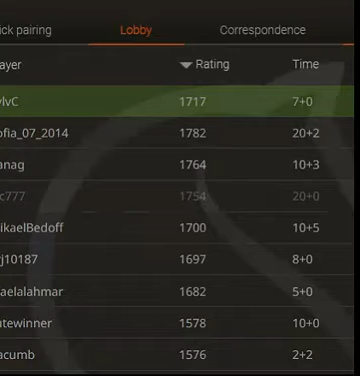 ick pairing Lobby Correspondence
ayer Rating Time
ylvC 1717 7+0
ofia_07_2014 1782 20+2
anag 1764 10+3
c777 1754 20+0
ikaelBedoff 1700 10+5
j10187 1697 8+0
aelalahmar 1682 5+0
utewinner 1578 10+0
acumb 1576 2+2